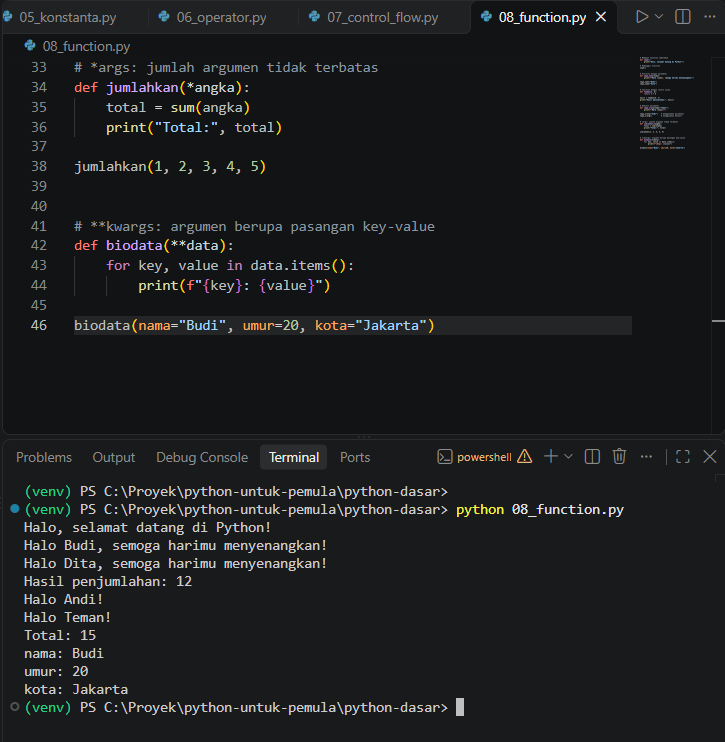 05_konstanta.py 06_operator.py 07_control_flow.py 08_function.py
08_function.py
33 # *args: jumlah argumen tidak terbatas
34 def jumlahkan(*angka):
35     total = sum(angka)
36     print("Total:", total)
37
38 jumlahkan(1, 2, 3, 4, 5)
39
40
41 # **kwargs: argumen berupa pasangan key-value
42 def biodata(**data):
43     for key, value in data.items():
44         print(f"{key}: {value}")
45
46 biodata(nama="Budi", umur=20, kota="Jakarta")
Problems Output Debug Console Terminal Ports powershell
(venv) PS C:\Proyek\python-untuk-pemula\python-dasar>
(venv) PS C:\Proyek\python-untuk-pemula\python-dasar> python 08_function.py
Halo, selamat datang di Python!
Halo Budi, semoga harimu menyenangkan!
Halo Dita, semoga harimu menyenangkan!
Hasil penjumlahan: 12
Halo Andi!
Halo Teman!
Total: 15
nama: Budi
umur: 20
kota: Jakarta
(venv) PS C:\Proyek\python-untuk-pemula\python-dasar>